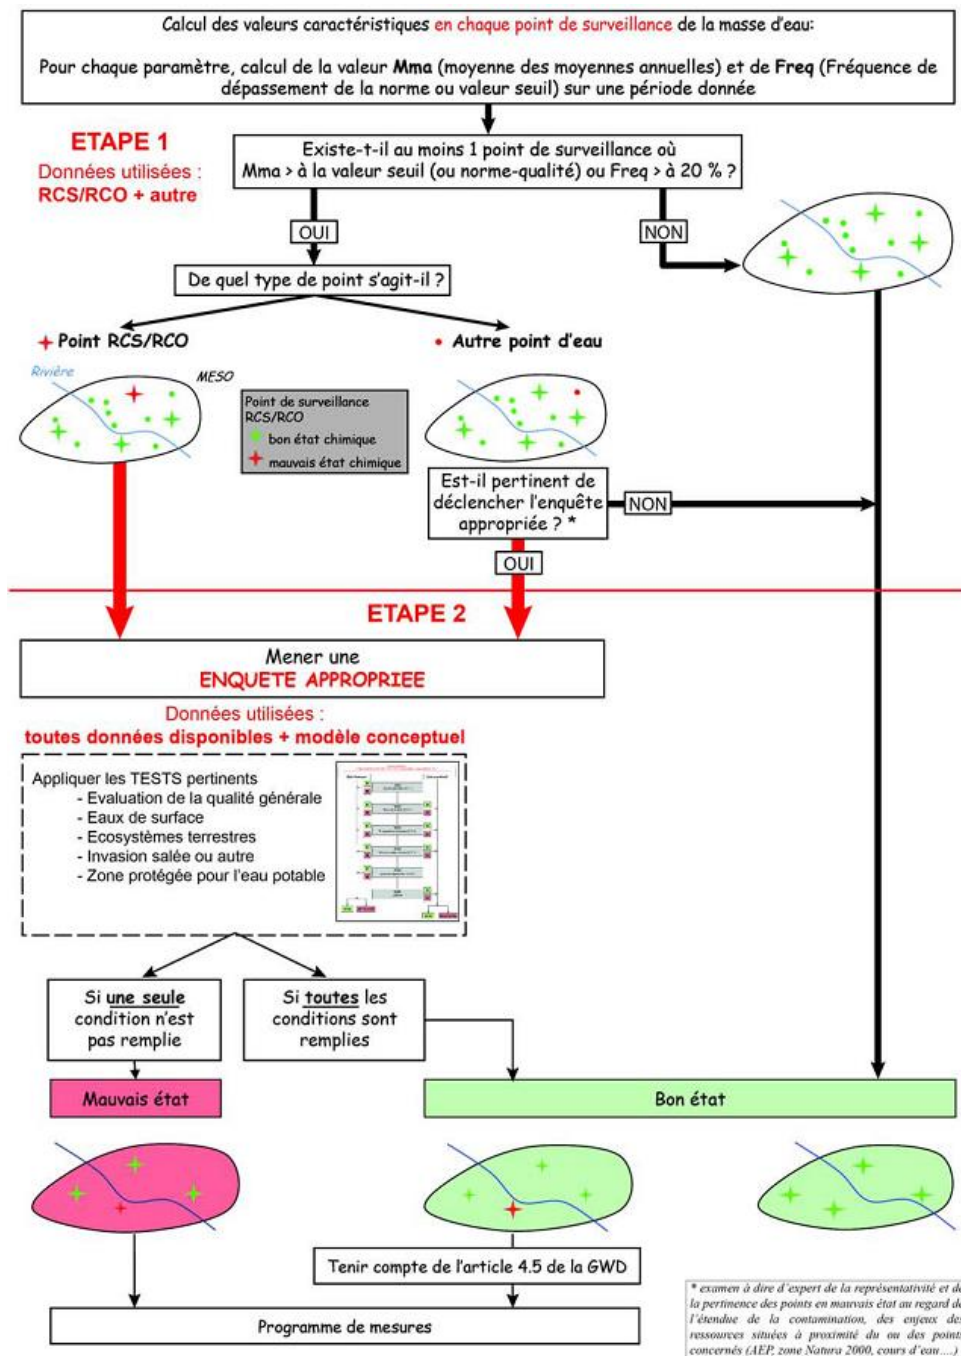 Calcul des valeurs caractéristiques en chaque point de surveillance de la masse d'eau:
Pour chaque paramètre, calcul de la valeur Mma (moyenne des moyennes annuelles) et de Freq (Fréquence de
dépassement de la norme ou valeur seuil) sur une période donnée
ETAPE 1
Données utilisées :
RCS/RCO + autre
Existe-t-il au moins 1 point de surveillance où
Mma > à la valeur seuil (ou norme-qualité) ou Freq > à 20 % ?
OUI
NON
De quel type de point s'agit-il ?
Point RCS/RCO
Autre point d'eau
Rivière
MESO
Point de surveillance
RCS/RCO
bon état chimique
mauvais état chimique
Est-il pertinent de
déclencher l'enquête
appropriée ? *
NON
OUI
ETAPE 2
Mener une
ENQUETE APPROPRIEE
Données utilisées :
toutes données disponibles + modèle conceptuel
Appliquer les TESTS pertinents
- Evaluation de la qualité générale
- Eaux de surface
- Ecosystèmes terrestres
- Invasion salée ou autre
- Zone protégée pour l'eau potable
Si une seule
condition n'est
pas remplie
Si toutes les
conditions sont
remplies
Mauvais état
Bon état
Tenir compte de l'article 4.5 de la GWD
Programme de mesures
* examen à dire d'expert de la représentativité et de
la pertinence des points en mauvais état au regard de
l'étendue de la contamination, des enjeux des
ressources situées à proximité du ou des points
concernés (AEP, zone Natura 2000, cours d'eau....)